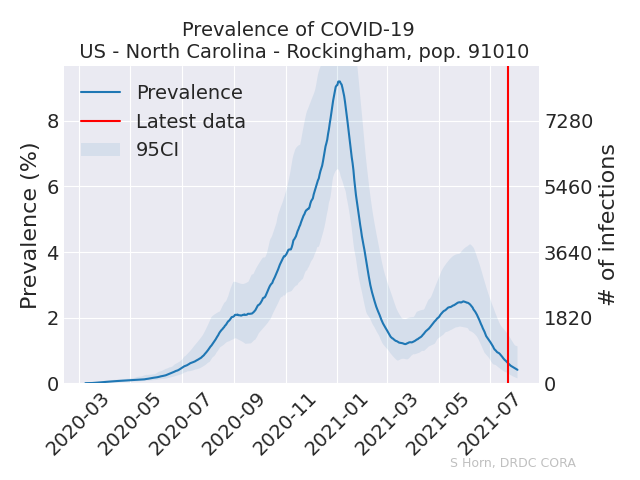 Prevalence of COVID-19
US - North Carolina - Rockingham, pop. 91010
Prevalence
Latest data
95CI
Prevalence (%)
8
6
4
2
0
7280
5460
3640
1820
0
# of infections
2020-03
2020-05
2020-07
2020-09
2020-11
2021-01
2021-03
2021-05
2021-07
S Horn, DRDC CORA